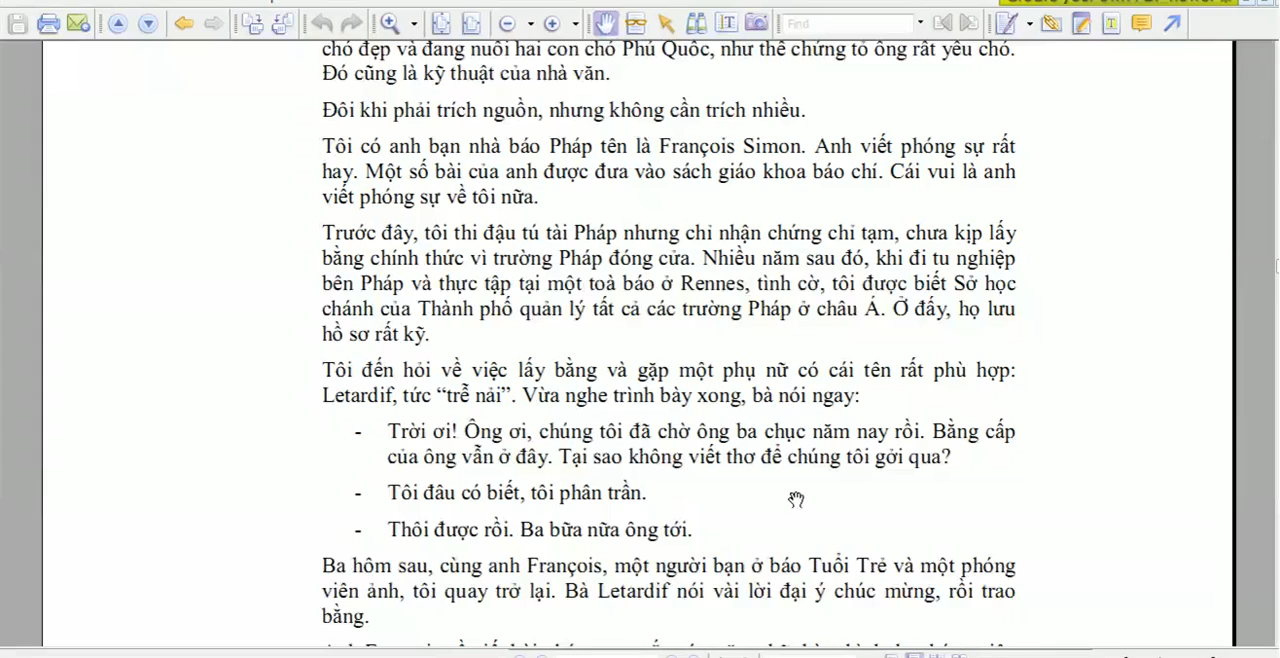 Find
chó đẹp và đang nuôi hai con chó Phú Quốc, như thế chứng tỏ ông rất yêu chó.
Đó cũng là kỹ thuật của nhà văn.
Đôi khi phải trích nguồn, nhưng không cần trích nhiều.
Tôi có anh bạn nhà báo Pháp tên là François Simon. Anh viết phóng sự rất
hay. Một số bài của anh được đưa vào sách giáo khoa báo chí. Cái vui là anh
viết phóng sự về tôi nữa.
Trước đây, tôi thi đậu tú tài Pháp nhưng chỉ nhận chứng chỉ tạm, chưa kịp lấy
bằng chính thức vì trường Pháp đóng cửa. Nhiều năm sau đó, khi đi tu nghiệp
bên Pháp và thực tập tại một toà báo ở Rennes, tình cờ, tôi được biết Sở học
chánh của Thành phố quản lý tất cả các trường Pháp ở châu Á. Ở đấy, họ lưu
hồ sơ rất kỹ.
Tôi đến hỏi về việc lấy bằng và gặp một phụ nữ có cái tên rất phù hợp:
Letardif, tức “trễ nải”. Vừa nghe trình bày xong, bà nói ngay:
- Trời ơi! Ông ơi, chúng tôi đã chờ ông ba chục năm nay rồi. Bằng cấp
của ông vẫn ở đây. Tại sao không viết thơ để chúng tôi gởi qua?
- Tôi đâu có biết, tôi phân trần.
- Thôi được rồi. Ba bữa nữa ông tới.
Ba hôm sau, cùng anh François, một người bạn ở báo Tuổi Trẻ và một phóng
viên ảnh, tôi quay trở lại. Bà Letardif nói vài lời đại ý chúc mừng, rồi trao
bằng.